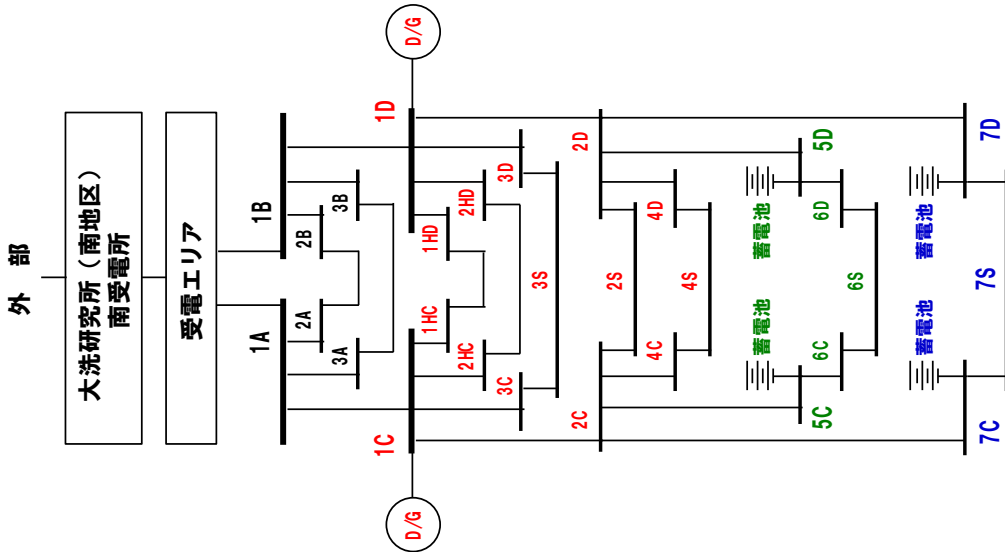 外 部
大洗研究所（南地区）
南受電所
受電エリア
1A
1B
2A
2B
3A
3B
D/G
D/G
1C
1D
1HC
1HD
2HC
2HD
3C
3D
3S
2C
2D
2S
4C
4D
4S
蓄電池
蓄電池
5C
5D
6C
6D
6S
蓄電池
蓄電池
7C
7D
7S